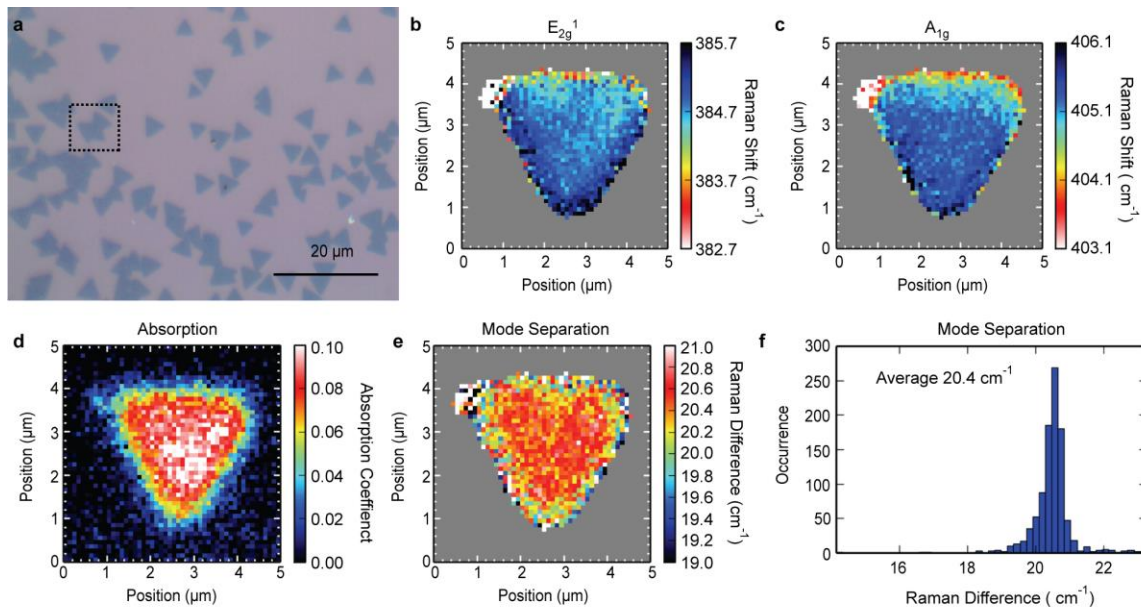 a
20 µm
b
E2g1
Position (µm)
5
4
3
2
1
0
0 1 2 3 4 5
Position (µm)
385.7
384.7
383.7
382.7
Raman Shift ( cm-1)
c
A1g
Position (µm)
5
4
3
2
1
0
0 1 2 3 4 5
Position (µm)
406.1
405.1
404.1
403.1
Raman Shift ( cm-1)
d
Absorption
Position (µm)
5
4
3
2
1
0
0 1 2 3 4 5
Position (µm)
0.10
0.08
0.06
0.04
0.02
0.00
Absorption Coeffienct
e
Mode Separation
Position (µm)
5
4
3
2
1
0
0 1 2 3 4 5
Position (µm)
21.0
20.8
20.6
20.4
20.2
20.0
19.8
19.6
19.4
19.2
19.0
Raman Difference (cm-1)
f
Mode Separation
Average 20.4 cm-1
Occurrence
300
250
200
150
100
50
0
16 18 20 22
Raman Difference ( cm-1)